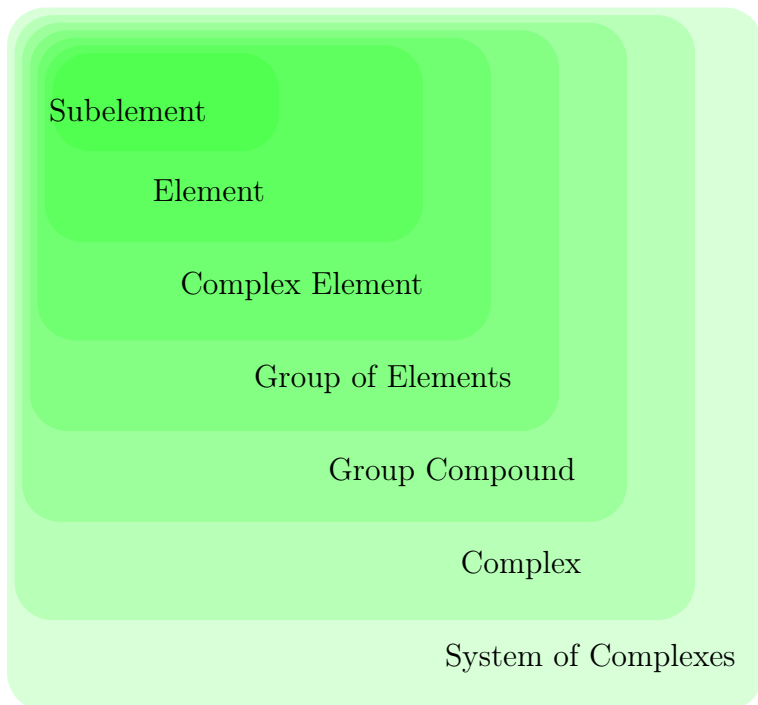 Subelement
Element
Complex Element
Group of Elements
Group Compound
Complex
System of Complexes